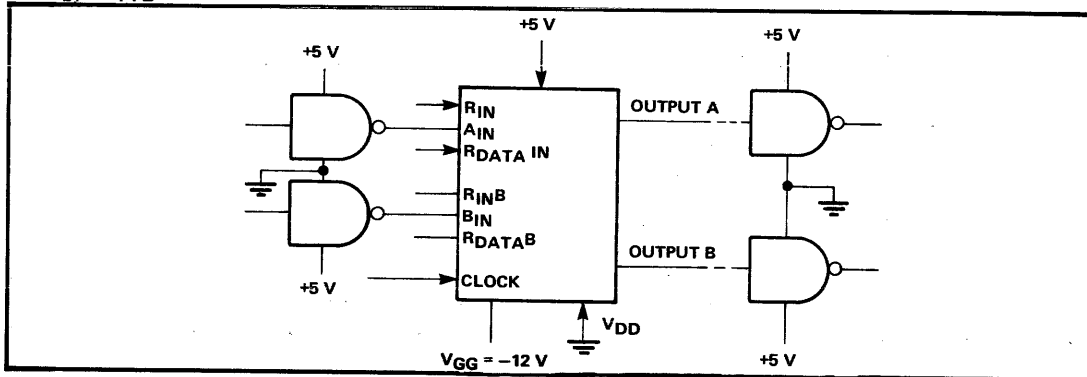 +5 V
+5 V
+5 V
RIN
AIN
RDATA IN
RINB
BIN
RDATAB
CLOCK
OUTPUT A
OUTPUT B
+5 V
VGG = −12 V
VDD
+5 V